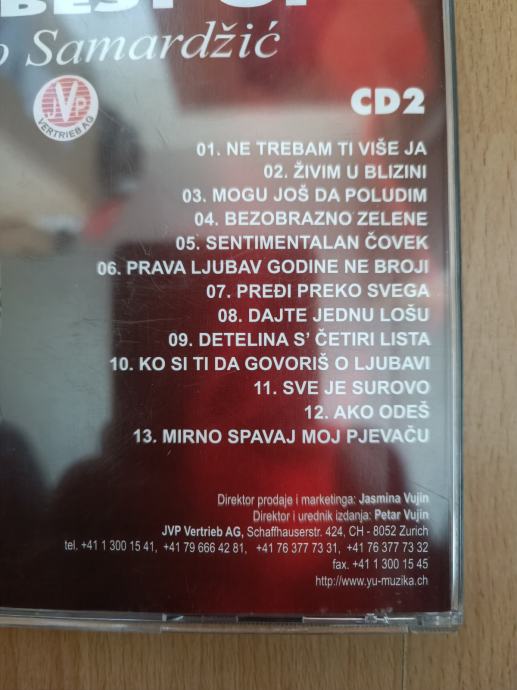 BEST OF
o Samardžić
JVP
VERTRIEB AG
CD2
01. NE TREBAM TI VIŠE JA
02. ŽIVIM U BLIZINI
03. MOGU JOŠ DA POLUDIM
04. BEZOBRAZNO ZELENE
05. SENTIMENTALAN ČOVEK
06. PRAVA LJUBAV GODINE NE BROJI
07. PREĐI PREKO SVEGA
08. DAJTE JEDNU LOŠU
09. DETELINA S' ČETIRI LISTA
10. KO SI TI DA GOVORIŠ O LJUBAVI
11. SVE JE SUROVO
12. AKO ODEŠ
13. MIRNO SPAVAJ MOJ PJEVAČU
Direktor prodaje i marketinga: Jasmina Vujin
Direktor i urednik izdanja: Petar Vujin
JVP Vertrieb AG, Schaffhauserstr. 424, CH - 8052 Zurich
tel. +41 1 300 15 41, +41 79 666 42 81, +41 76 377 73 31, +41 76 377 73 32
fax. +41 1 300 15 45
http://www.yu-muzika.ch